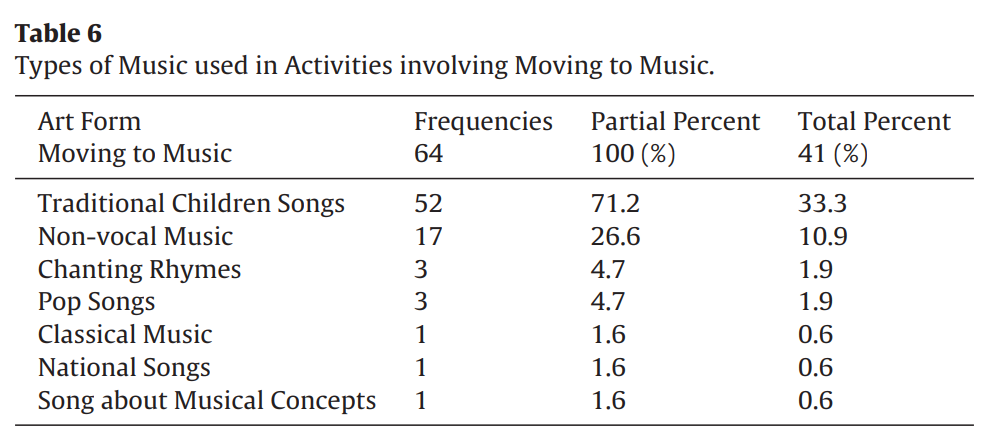 Table 6
Types of Music used in Activities involving Moving to Music.
Art Form Frequencies Partial Percent Total Percent
Moving to Music 64 100 (%) 41 (%)
Traditional Children Songs 52 71.2 33.3
Non-vocal Music 17 26.6 10.9
Chanting Rhymes 3 4.7 1.9
Pop Songs 3 4.7 1.9
Classical Music 1 1.6 0.6
National Songs 1 1.6 0.6
Song about Musical Concepts 1 1.6 0.6